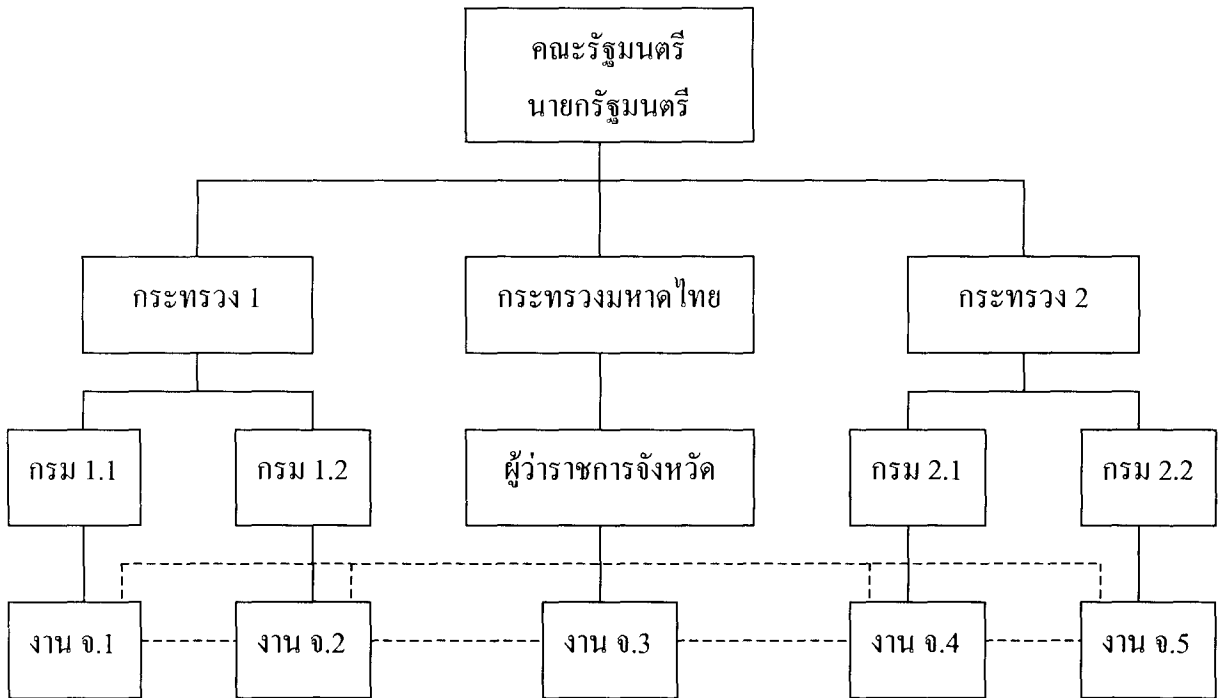 คณะรัฐมนตรี
นายกรัฐมนตรี
กระทรวง 1
กระทรวงมหาดไทย
กระทรวง 2
กรม 1.1
กรม 1.2
ผู้ว่าราชการจังหวัด
กรม 2.1
กรม 2.2
งาน จ.1
งาน จ.2
งาน จ.3
งาน จ.4
งาน จ.5